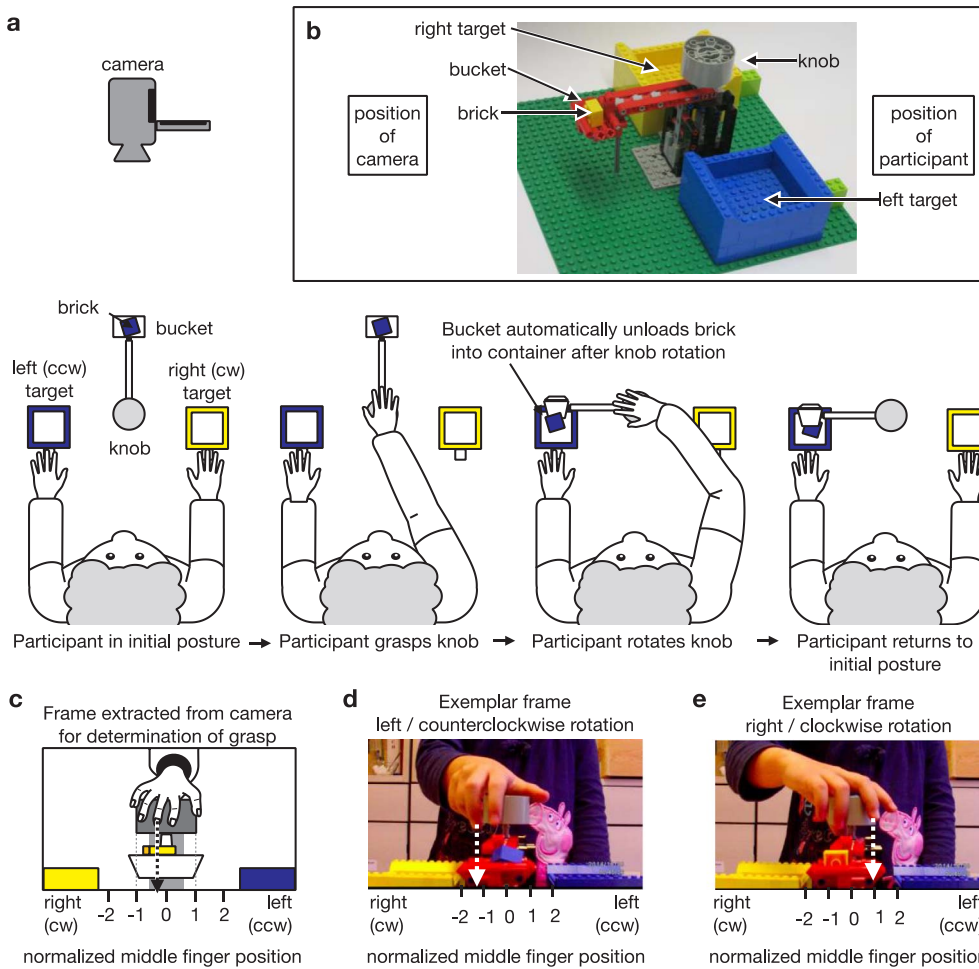 a
camera
b
right target
bucket
brick
knob
position
of
camera
position
of
participant
left target
brick
bucket
left (ccw)
target
right (cw)
target
knob
Bucket automatically unloads brick
into container after knob rotation
Participant in initial posture
Participant grasps knob
Participant rotates knob
Participant returns to
initial posture
c
Frame extracted from camera
for determination of grasp
-2 -1 0 1 2
right
(cw)
left
(ccw)
normalized middle finger position
d
Exemplar frame
left / counterclockwise rotation
-2 -1 0 1 2
right
(cw)
left
(ccw)
normalized middle finger position
e
Exemplar frame
right / clockwise rotation
-2 -1 0 1 2
right
(cw)
left
(ccw)
normalized middle finger position